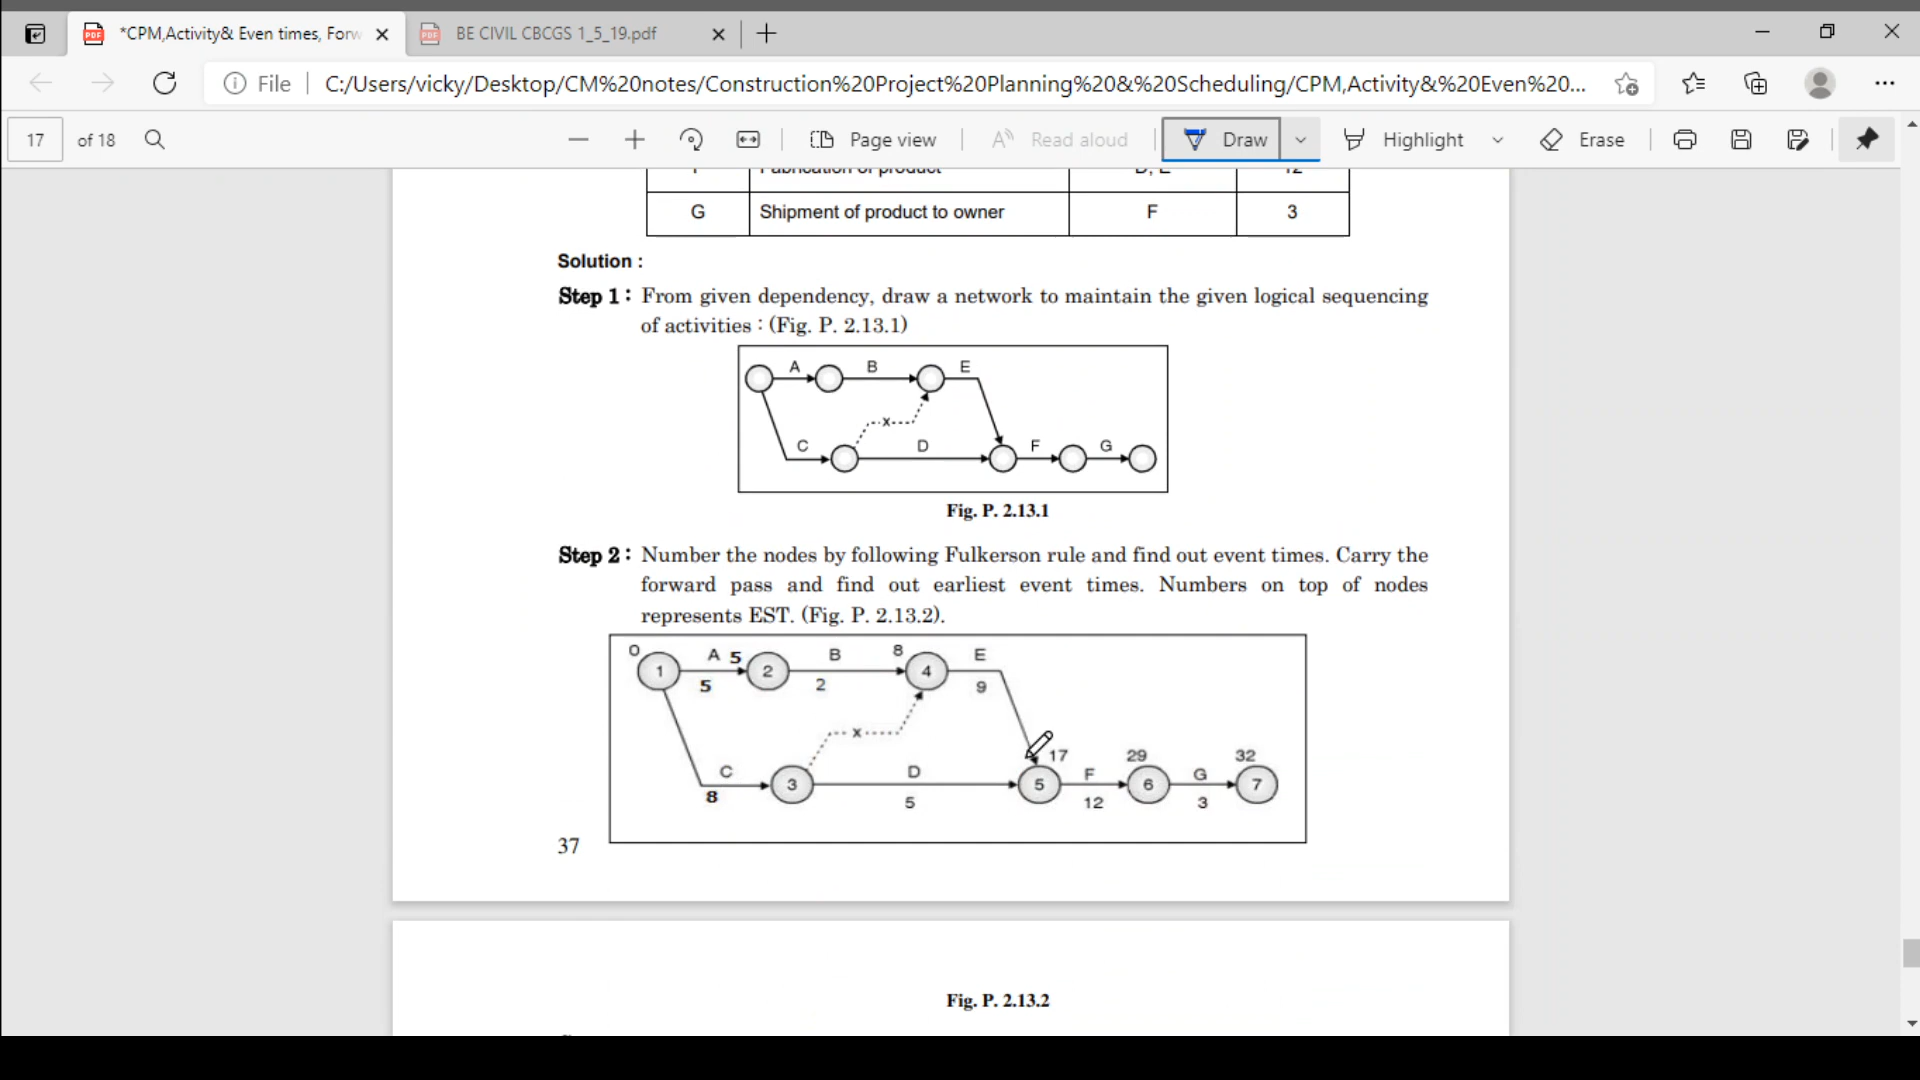 *CPM,Activity& Even times, Forw
BE CIVIL CBCGS 1_5_19.pdf
File
C:/Users/vicky/Desktop/CM%20notes/Construction%20Project%20Planning%20&%20Scheduling/CPM,Activity&%20Even%20...
17 of 18
Page view
Read aloud
Draw
Highlight
Erase
G Shipment of product to owner F 3
Solution :
Step 1 : From given dependency, draw a network to maintain the given logical sequencing
of activities : (Fig. P. 2.13.1)
A B E
x
C D F G
Fig. P. 2.13.1
Step 2 : Number the nodes by following Fulkerson rule and find out event times. Carry the
forward pass and find out earliest event times. Numbers on top of nodes
represents EST. (Fig. P. 2.13.2).
0 A 5 B 8 E
1 2 4
5 2 9
x
17 29 32
C D F G
3 5 6 7
8 5 12 3
37
Fig. P. 2.13.2